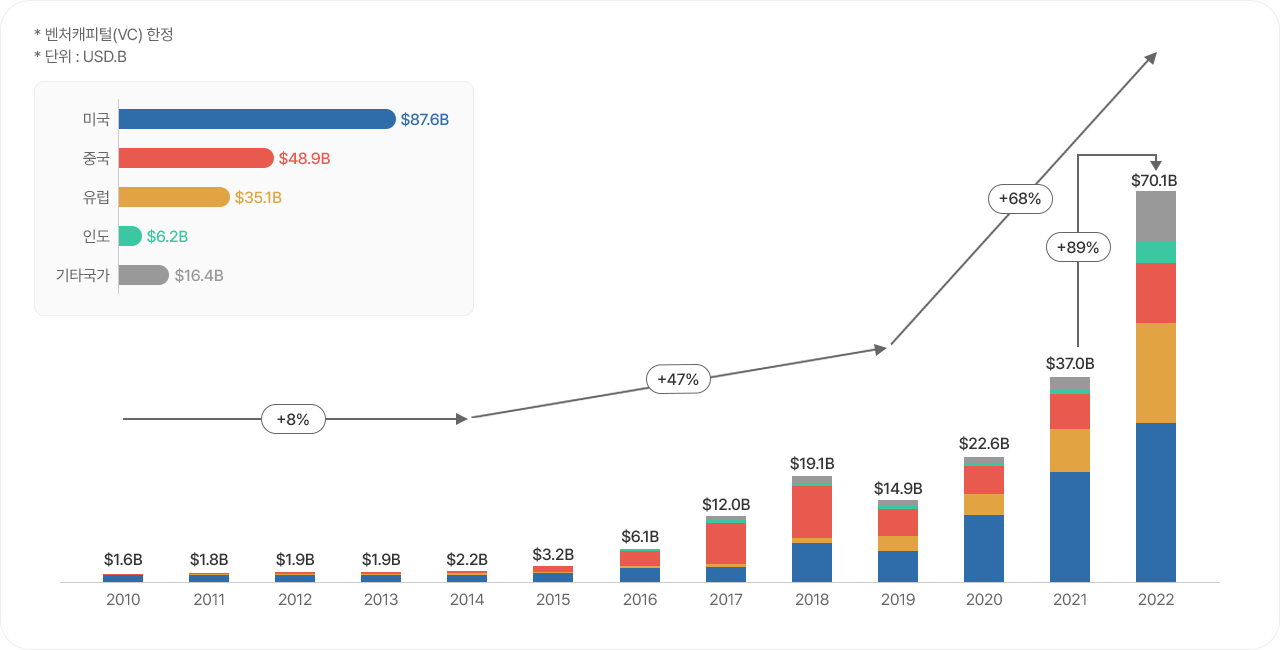 * 벤처캐피털(VC) 한정
* 단위 : USD.B
미국 $87.6B
중국 $48.9B
유럽 $35.1B
인도 $6.2B
기타국가 $16.4B
+8%
+47%
+68%
+89%
$1.6B
$1.8B
$1.9B
$1.9B
$2.2B
$3.2B
$6.1B
$12.0B
$19.1B
$14.9B
$22.6B
$37.0B
$70.1B
2010 2011 2012 2013 2014 2015 2016 2017 2018 2019 2020 2021 2022